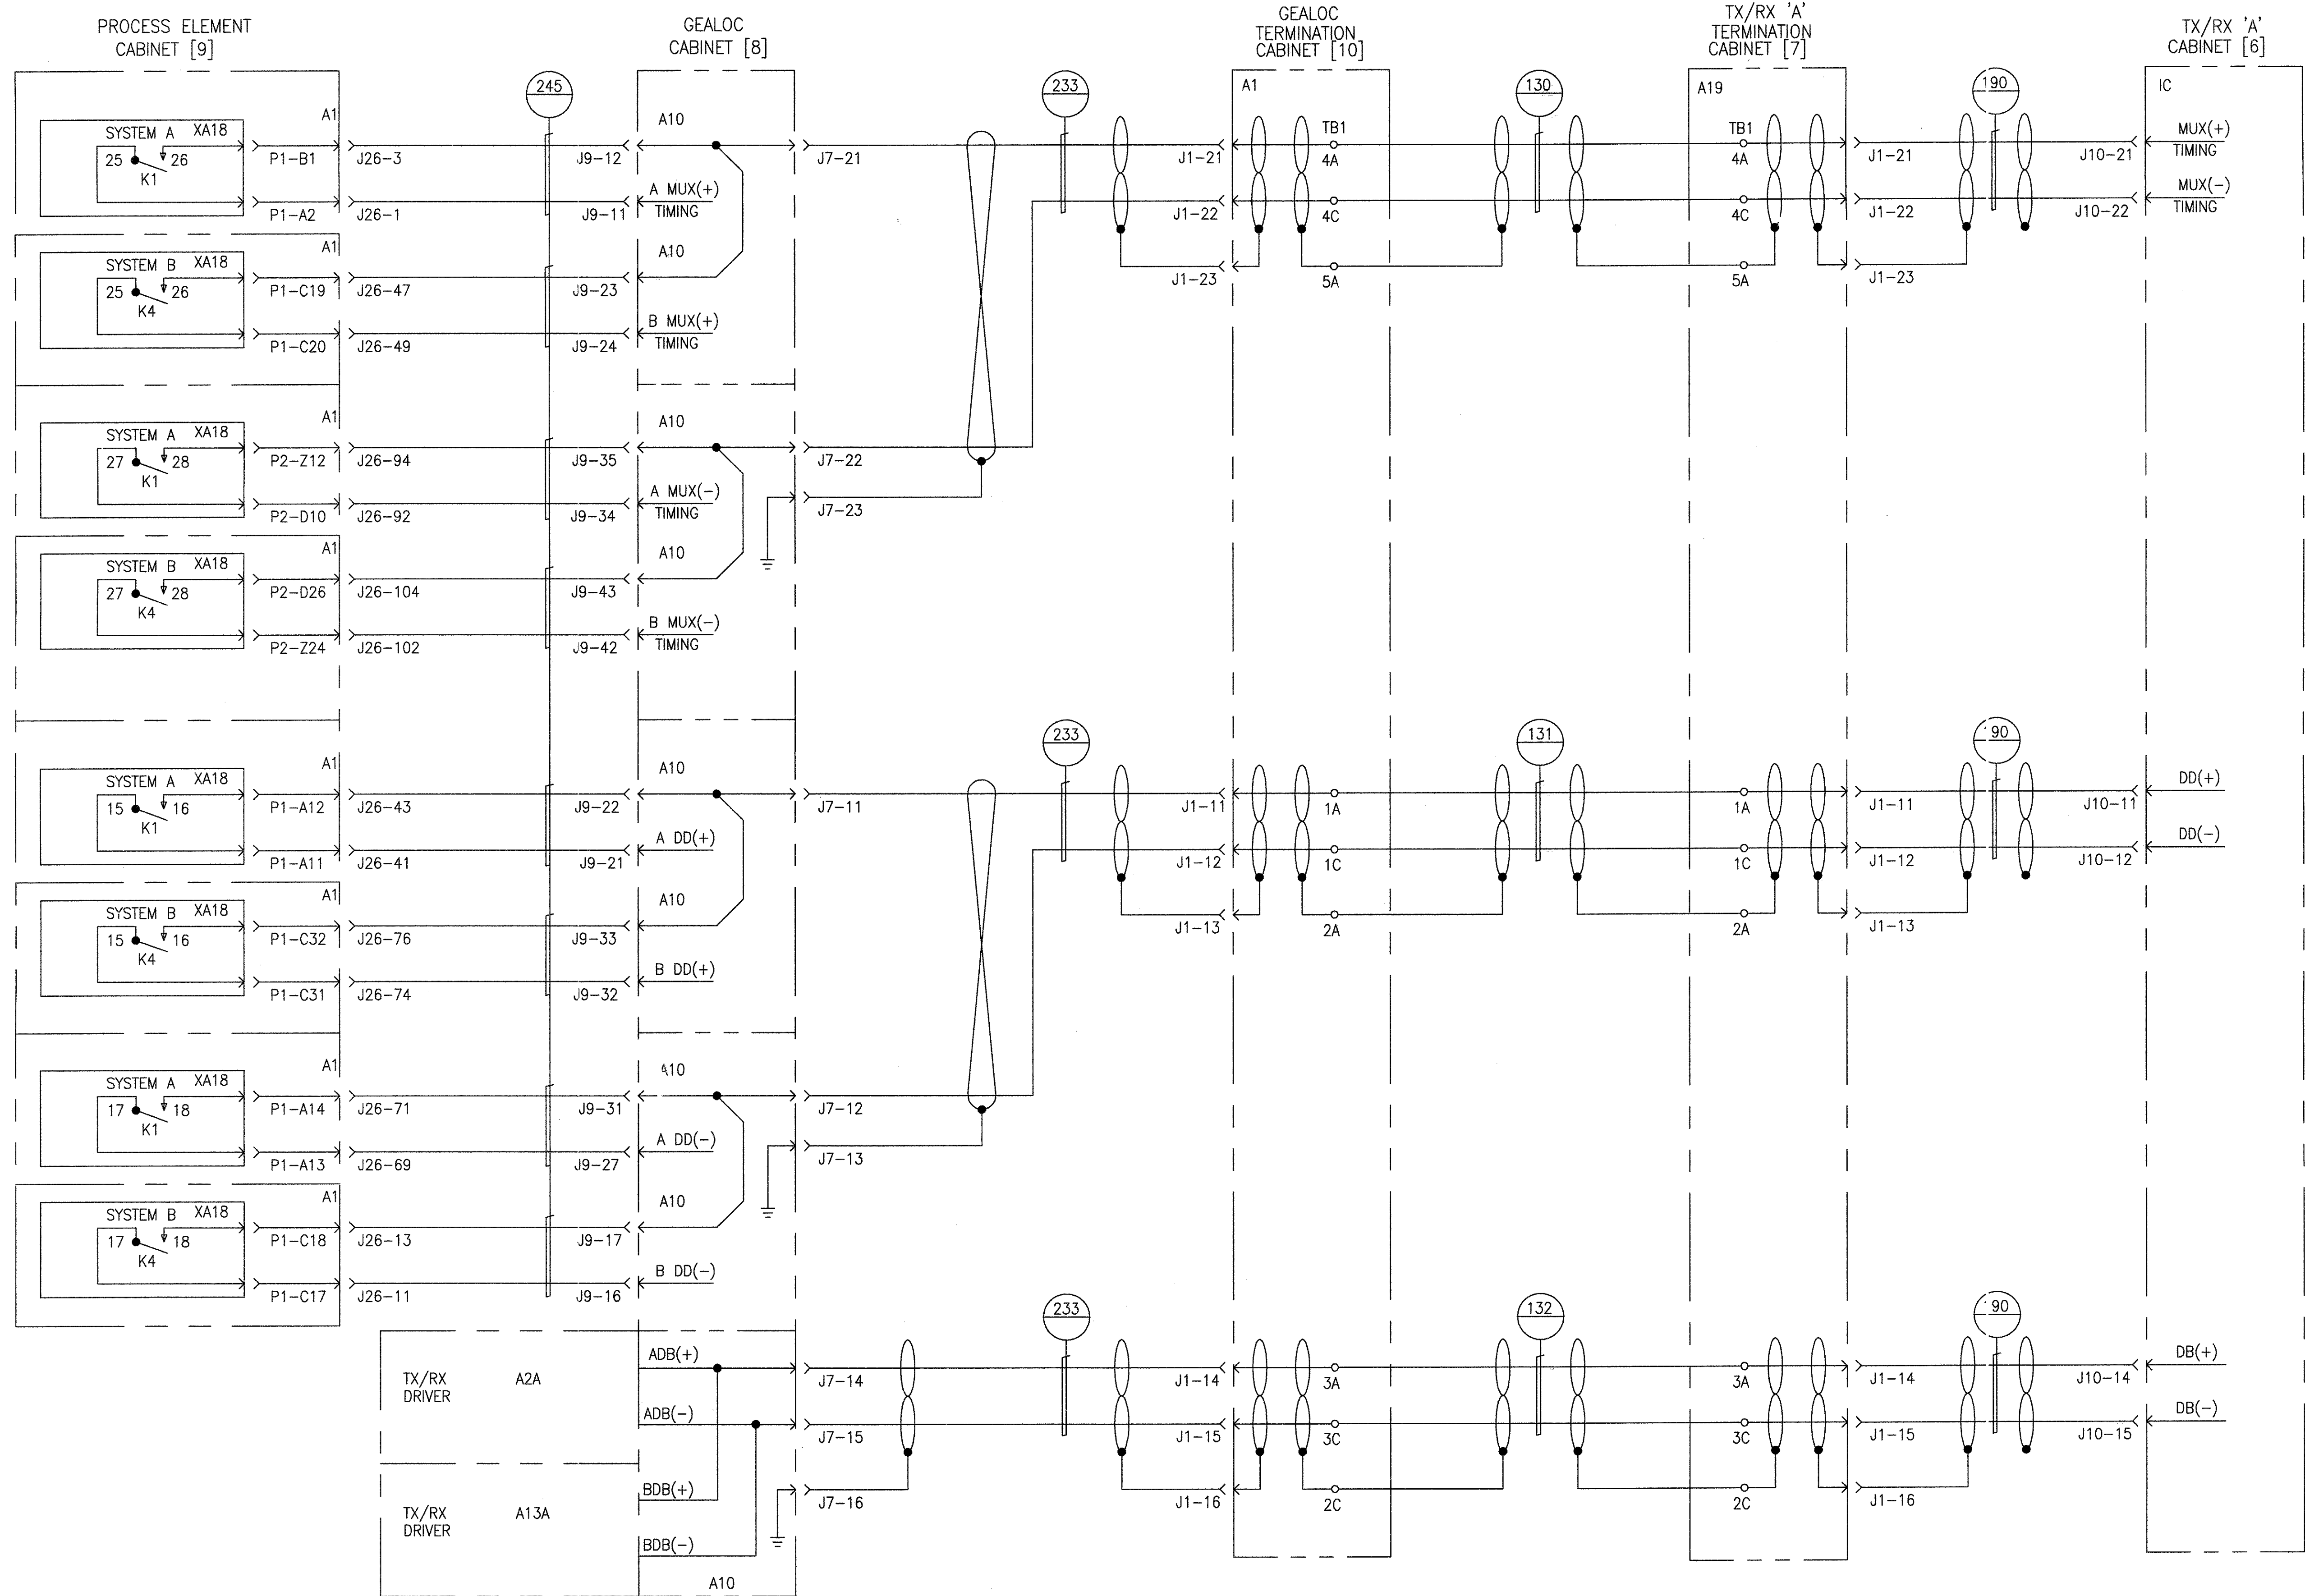 PROCESS ELEMENT
CABINET [9]
GEALOC
CABINET [8]
GEALOC
TERMINATION
CABINET [10]
TX/RX 'A'
TERMINATION
CABINET [7]
TX/RX 'A'
CABINET [6]
245
233
130
190
A1
A10
A1
A19
IC
SYSTEM A XA18
25 26
K1
P1-B1
J26-3
J9-12
J7-21
J1-21
TB1
4A
TB1
4A
J1-21
J10-21
MUX(+)
TIMING
P1-A2
J26-1
J9-11
A MUX(+)
TIMING
J1-22
4C
4C
J1-22
J10-22
MUX(-)
TIMING
A1
A10
SYSTEM B XA18
25 26
K4
P1-C19
J26-47
J9-23
J1-23
5A
5A
J1-23
P1-C20
J26-49
J9-24
B MUX(+)
TIMING
A1
A10
SYSTEM A XA18
27 28
K1
P2-Z12
J26-94
J9-35
J7-22
P2-D10
J26-92
J9-34
A MUX(-)
TIMING
J7-23
A1
A10
SYSTEM B XA18
27 28
K4
P2-D26
J26-104
J9-43
P2-Z24
J26-102
J9-42
B MUX(-)
TIMING
233
131
90
A1
A10
SYSTEM A XA18
15 16
K1
P1-A12
J26-43
J9-22
J7-11
J1-11
1A
1A
J1-11
J10-11
DD(+)
P1-A11
J26-41
J9-21
A DD(+)
J1-12
1C
1C
J1-12
J10-12
DD(-)
A1
A10
SYSTEM B XA18
15 16
K4
P1-C32
J26-76
J9-33
J1-13
2A
2A
J1-13
P1-C31
J26-74
J9-32
B DD(+)
A1
A10
SYSTEM A XA18
17 18
K1
P1-A14
J26-71
J9-31
J7-12
P1-A13
J26-69
J9-27
A DD(-)
J7-13
A1
A10
SYSTEM B XA18
17 18
K4
P1-C18
J26-13
J9-17
P1-C17
J26-11
J9-16
B DD(-)
233
132
90
TX/RX
DRIVER
A2A
ADB(+)
J7-14
J1-14
3A
3A
J1-14
J10-14
DB(+)
ADB(-)
J7-15
J1-15
3C
3C
J1-15
J10-15
DB(-)
TX/RX
DRIVER
A13A
BDB(+)
J7-16
J1-16
2C
2C
J1-16
BDB(-)
A10